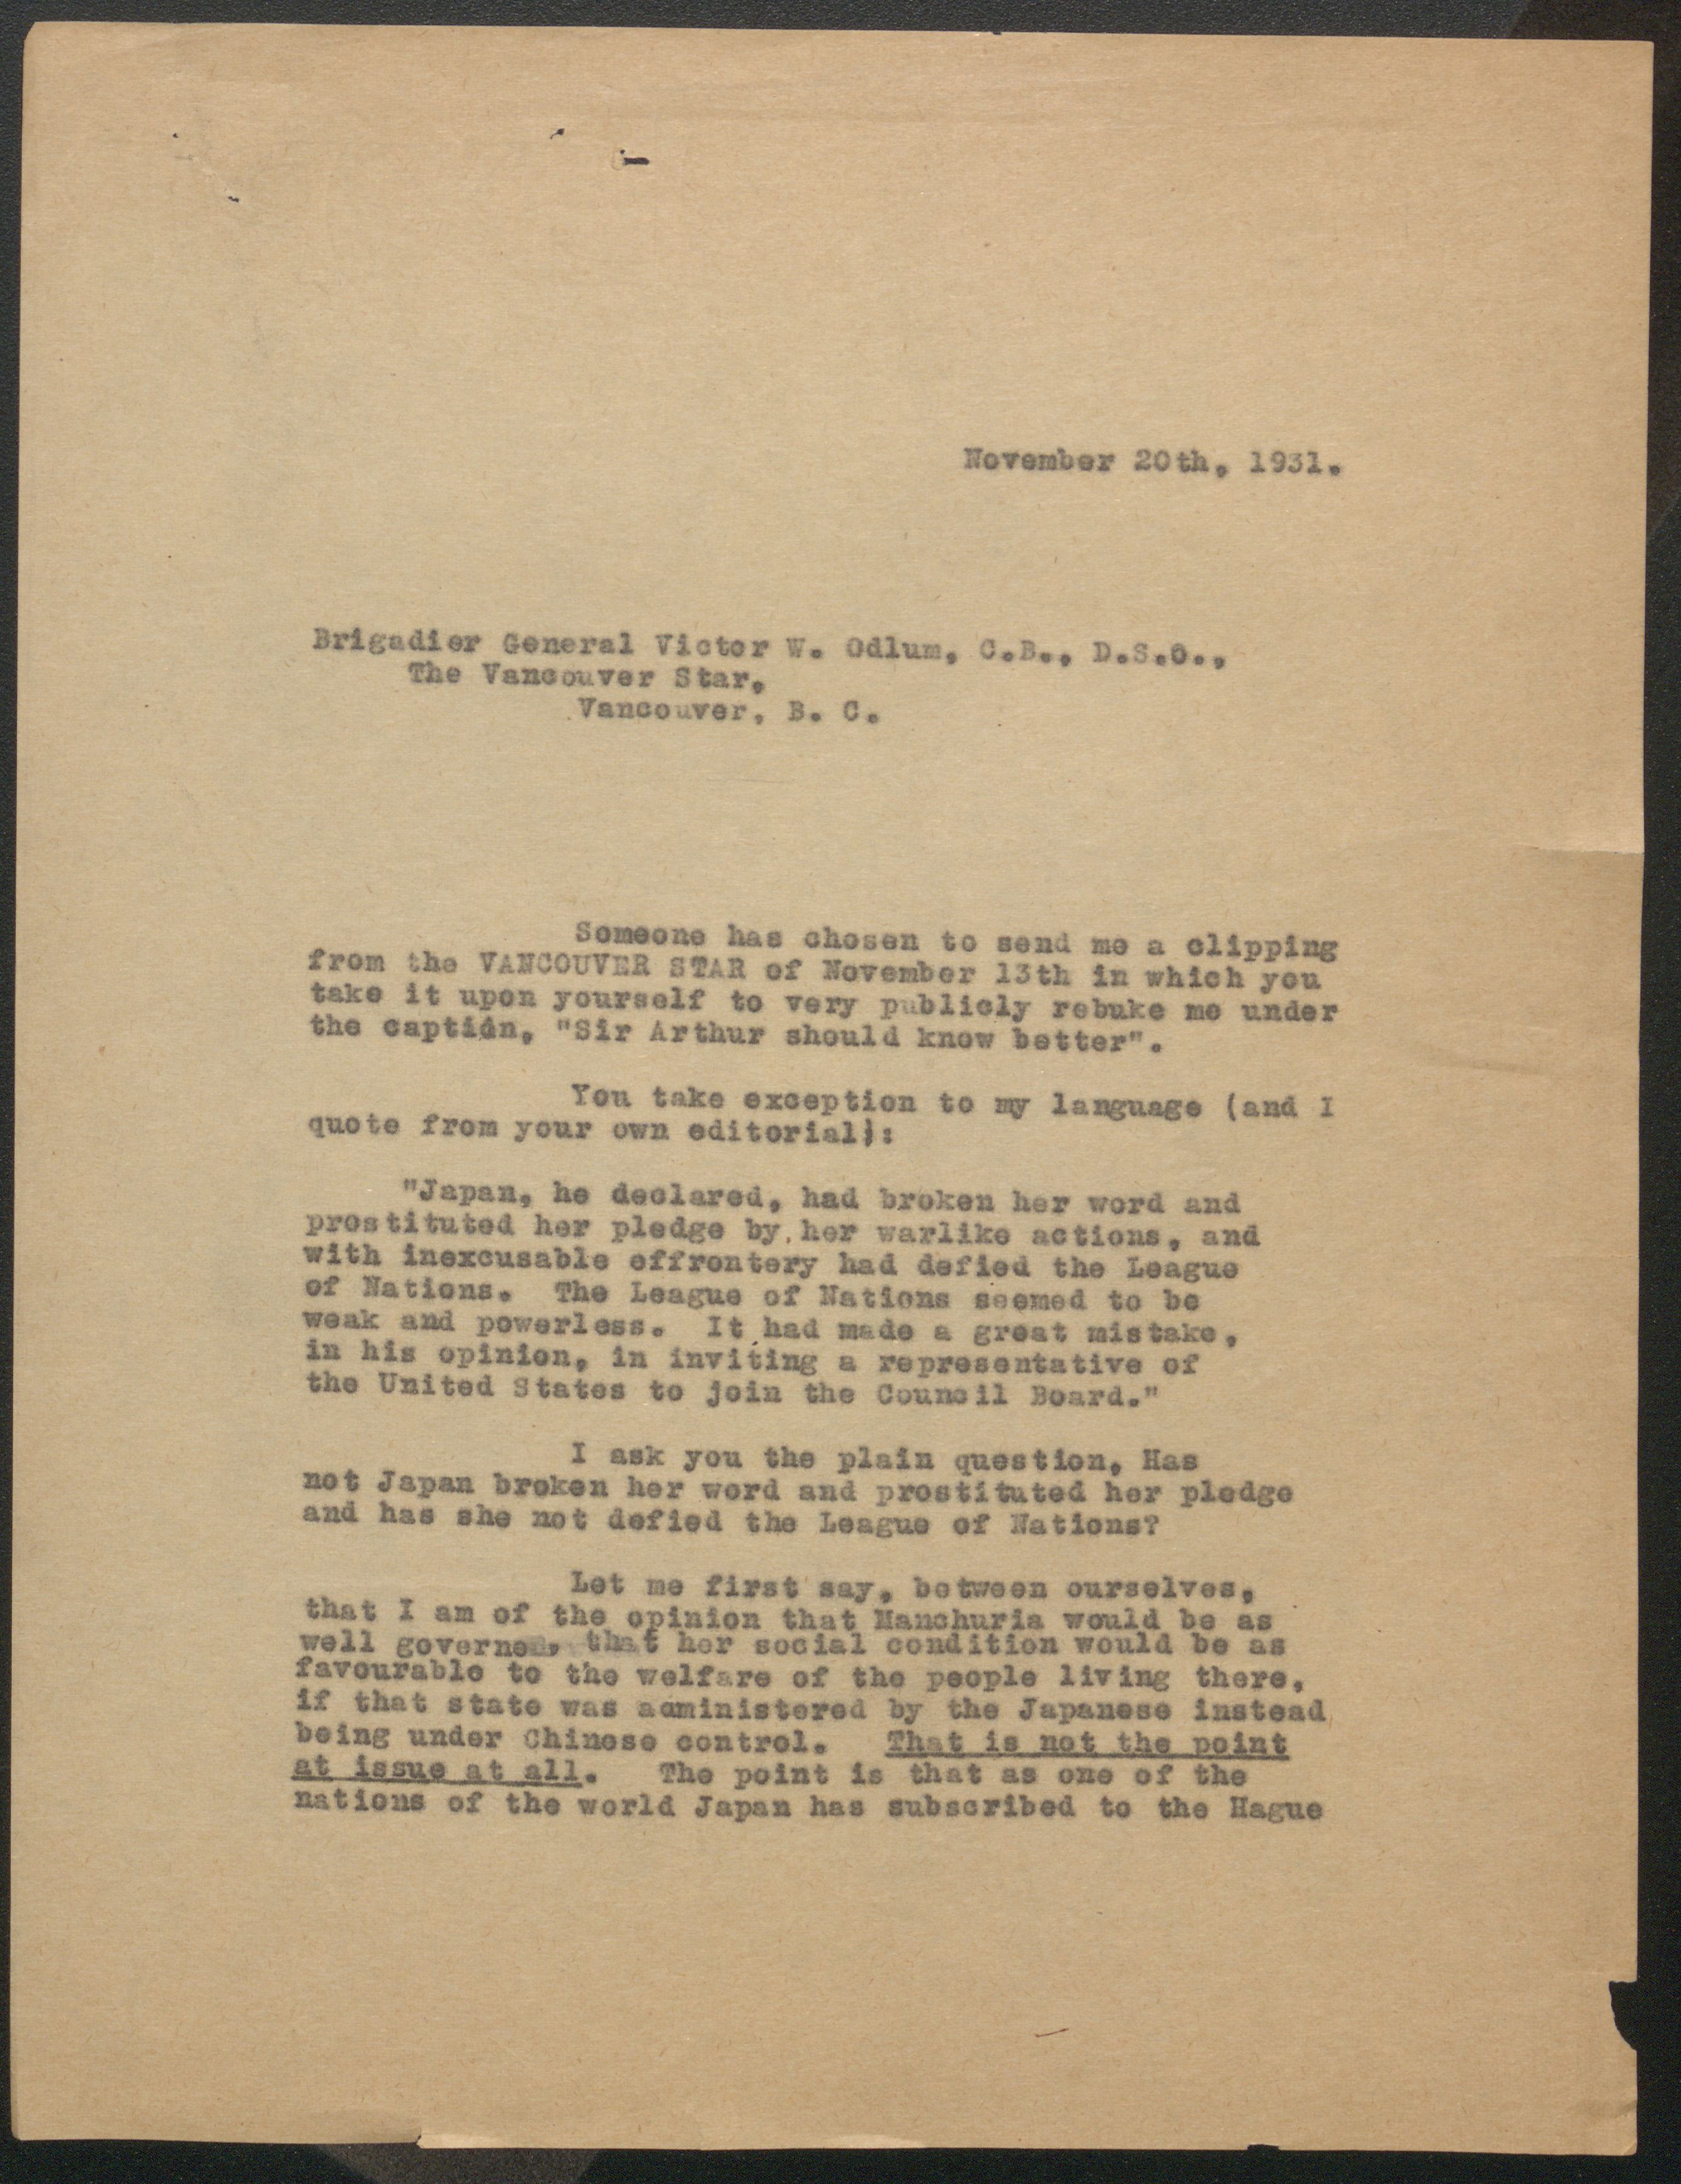 November 20th, 1931.
Brigadier General Victor W. Odlum, C.B., D.S.O.,
The Vancouver Star,
Vancouver, B. C.
Someone has chosen to send me a clipping
from the VANCOUVER STAR of November 13th in which you
take it upon yourself to very publicly rebuke me under
the caption, "Sir Arthur should know better".
You take exception to my language (and I
quote from your own editorial):
"Japan, he declared, had broken her word and
prostituted her pledge by her warlike actions, and
with inexcusable effrontery had defied the League
of Nations. The League of Nations seemed to be
weak and powerless. It had made a great mistake,
in his opinion, in inviting a representative of
the United States to join the Council Board."
I ask you the plain question, Has
not Japan broken her word and prostituted her pledge
and has she not defied the League of Nations?
Let me first say, between ourselves,
that I am of the opinion that Manchuria would be as
well governed, that her social condition would be as
favourable to the welfare of the people living there,
if that state was administered by the Japanese instead
being under Chinese control. That is not the point
at issue at all. The point is that as one of the
nations of the world Japan has subscribed to the Hague